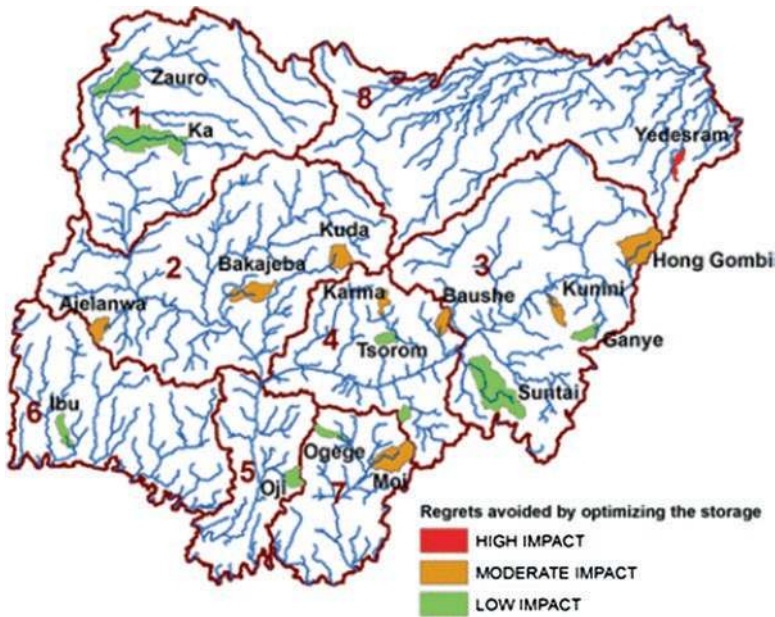 Zauro
8
1
Ka
Yedesram
Kuda
2
Bakajeba
3
Hong Gombi
Karma
Baushe
Kunini
Ajelanwa
4
Tsorom
Ganye
Suntai
Ibu
6
Ogege
5
Oji
7
Moi
Regrets avoided by optimizing the storage
HIGH IMPACT
MODERATE IMPACT
LOW IMPACT